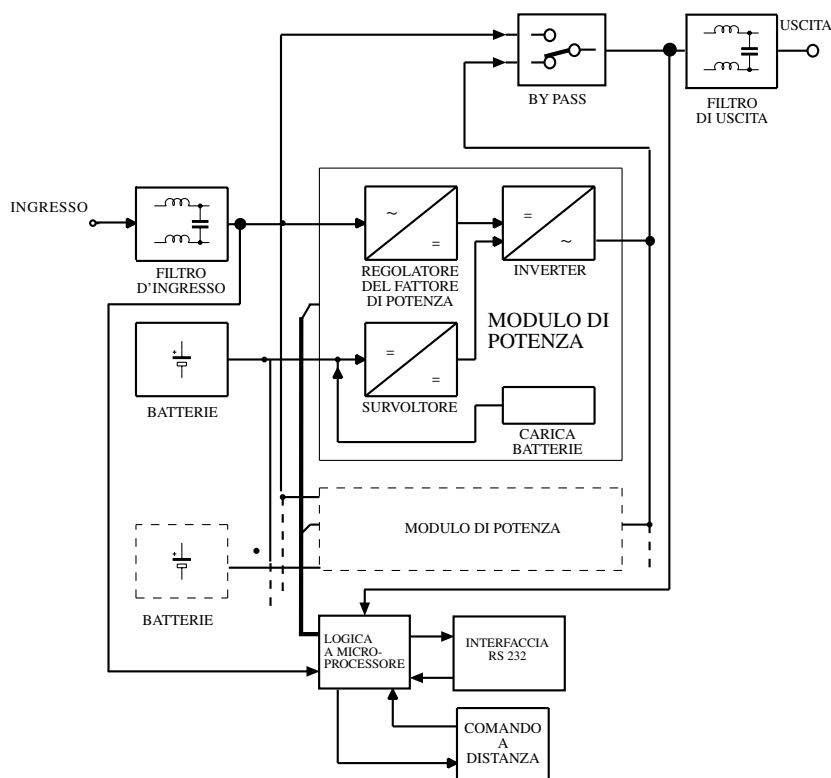 USCITA
BY PASS
FILTRO
DI USCITA
INGRESSO
~
=
=
~
FILTRO
D'INGRESSO
REGOLATORE
DEL FATTORE
DI POTENZA
INVERTER
MODULO DI
POTENZA
+
=
=
BATTERIE
SURVOLTORE
CARICA
BATTERIE
MODULO DI POTENZA
+
BATTERIE
LOGICA
A MICRO-
PROCESSORE
INTERFACCIA
RS 232
COMANDO
A
DISTANZA